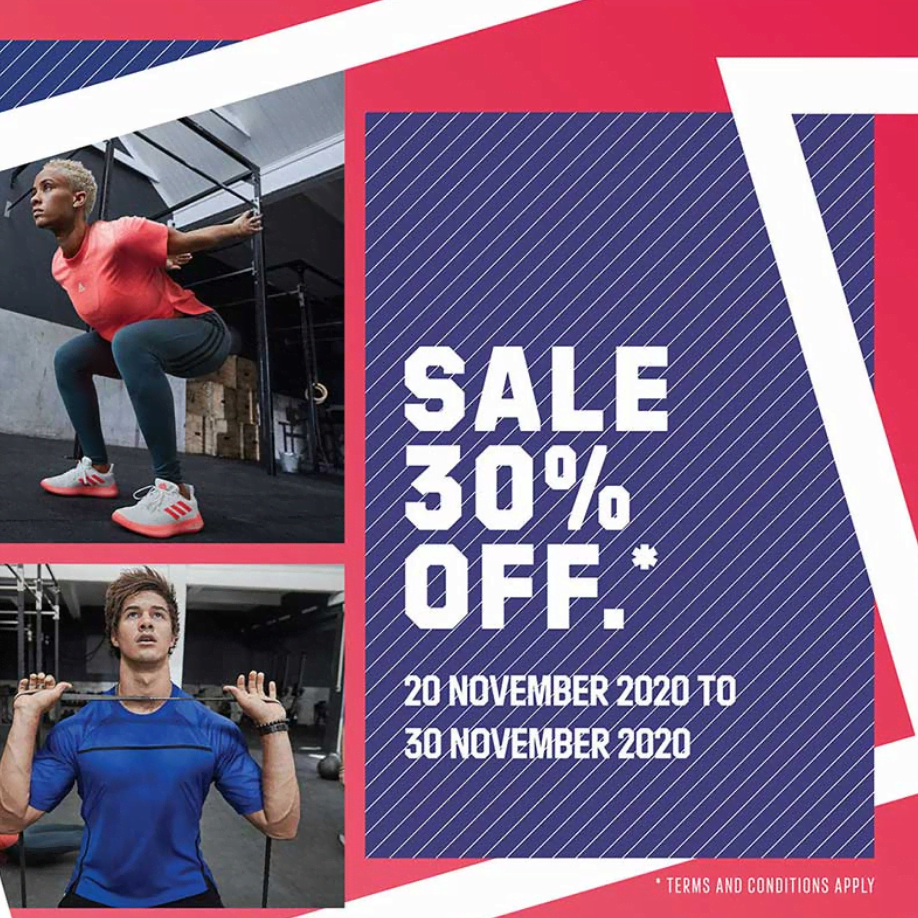 SALE
30%
OFF.*
20 NOVEMBER 2020 TO
30 NOVEMBER 2020
* TERMS AND CONDITIONS APPLY